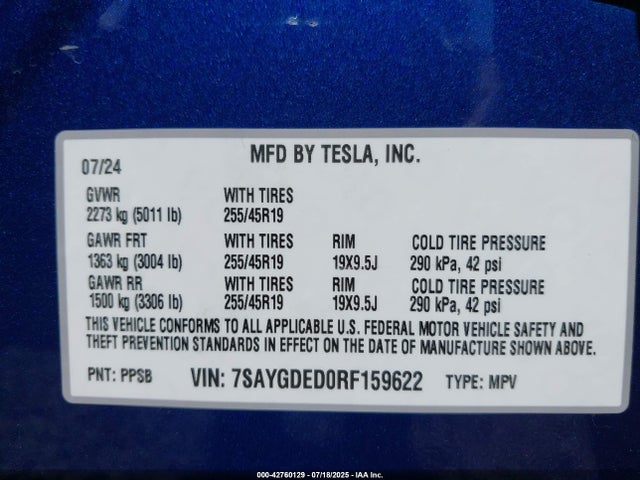 MFD BY TESLA, INC.
07/24
GVWR WITH TIRES
2273 kg (5011 lb) 255/45R19
GAWR FRT WITH TIRES RIM COLD TIRE PRESSURE
1363 kg (3004 lb) 255/45R19 19X9.5J 290 kPa, 42 psi
GAWR RR WITH TIRES RIM COLD TIRE PRESSURE
1500 kg (3306 lb) 255/45R19 19X9.5J 290 kPa, 42 psi
THIS VEHICLE CONFORMS TO ALL APPLICABLE U.S. FEDERAL MOTOR VEHICLE SAFETY AND
THEFT PREVENTION STANDARDS IN EFFECT ON THE DATE OF MANUFACTURE SHOWN ABOVE.
PNT: PPSB VIN: 7SAYGDED0RF159622 TYPE: MPV
000-42760129 - 07/18/2025 - IAA Inc.